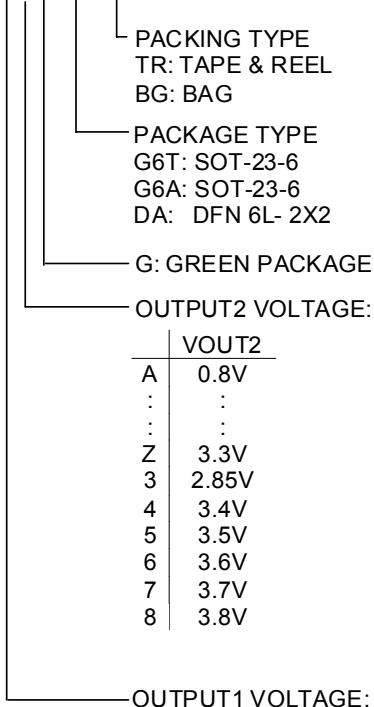 PACKING TYPE
TR: TAPE & REEL
BG: BAG
PACKAGE TYPE
G6T: SOT-23-6
G6A: SOT-23-6
DA: DFN 6L- 2X2
G: GREEN PACKAGE
OUTPUT2 VOLTAGE:
VOUT2
A 0.8V
: :
: :
Z 3.3V
3 2.85V
4 3.4V
5 3.5V
6 3.6V
7 3.7V
8 3.8V
OUTPUT1 VOLTAGE: